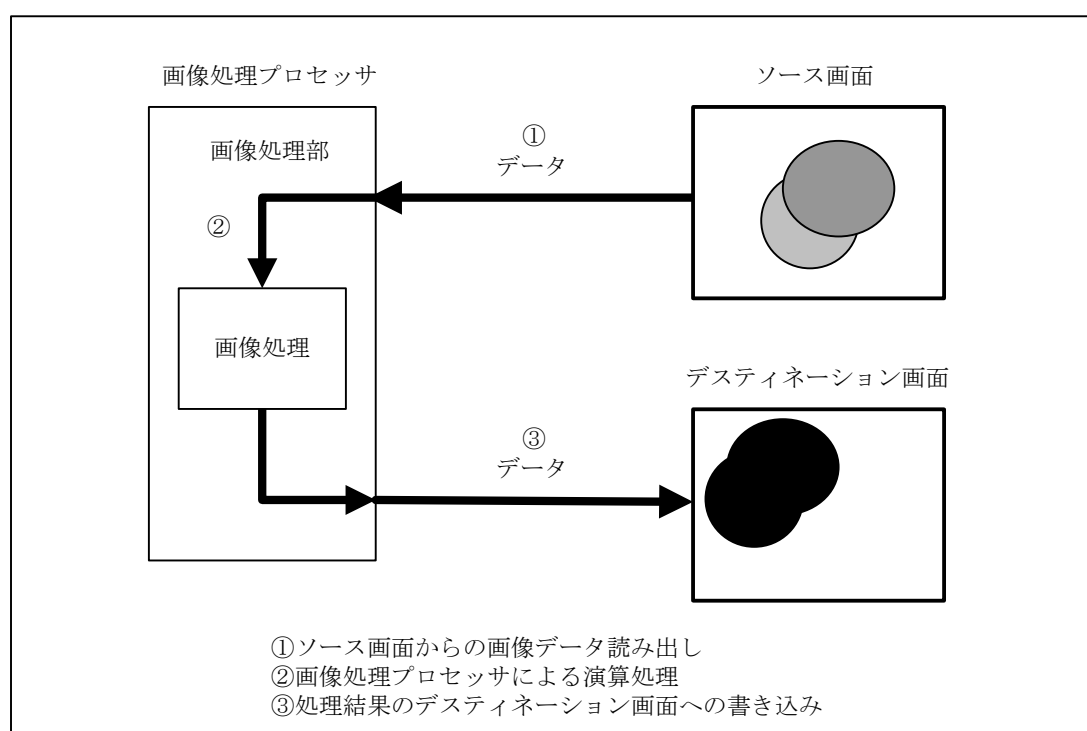 画像処理プロセッサ
ソース画面
画像処理部
①
データ
②
画像処理
デスティネーション画面
③
データ
①ソース画面からの画像データ読み出し
②画像処理プロセッサによる演算処理
③処理結果のデスティネーション画面への書き込み